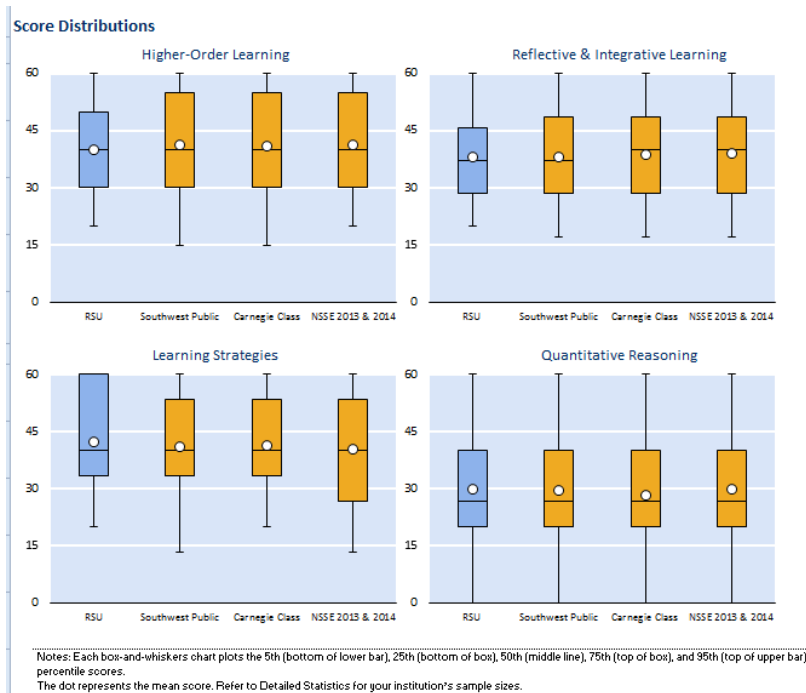 Score Distributions
Higher-Order Learning
60
45
30
15
0
RSU Southwest Public Carnegie Class NSSE 2013 & 2014
Reflective & Integrative Learning
60
45
30
15
0
RSU Southwest Public Carnegie Class NSSE 2013 & 2014
Learning Strategies
60
45
30
15
0
RSU Southwest Public Carnegie Class NSSE 2013 & 2014
Quantitative Reasoning
60
45
30
15
0
RSU Southwest Public Carnegie Class NSSE 2013 & 2014
Notes: Each box-and-whiskers chart plots the 5th (bottom of lower bar), 25th (bottom of box), 50th (middle line), 75th (top of box), and 95th (top of upper bar)
percentile scores.
The dot represents the mean score. Refer to Detailed Statistics for your institution's sample sizes.